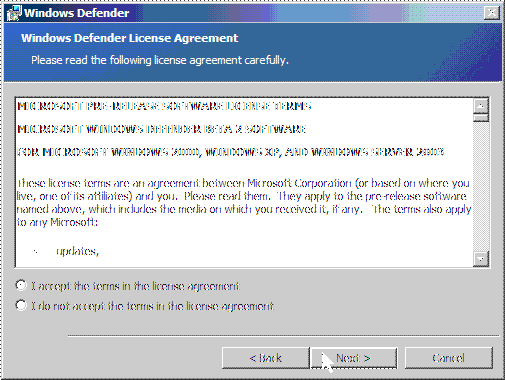 Windows Defender
Windows Defender License Agreement
Please read the following license agreement carefully.
MICROSOFT PRE-RELEASE SOFTWARE LICENSE TERMS
MICROSOFT WINDOWS DEFENDER BETA 2 SOFTWARE
FOR MICROSOFT WINDOWS 2000, WINDOWS XP, AND WINDOWS SERVER 2003
These license terms are an agreement between Microsoft Corporation (or based on where you
live, one of its affiliates) and you. Please read them. They apply to the pre-release software
named above, which includes the media on which you received it, if any. The terms also apply
to any Microsoft:
· updates,
I accept the terms in the license agreement
I do not accept the terms in the license agreement
< Back Next > Cancel